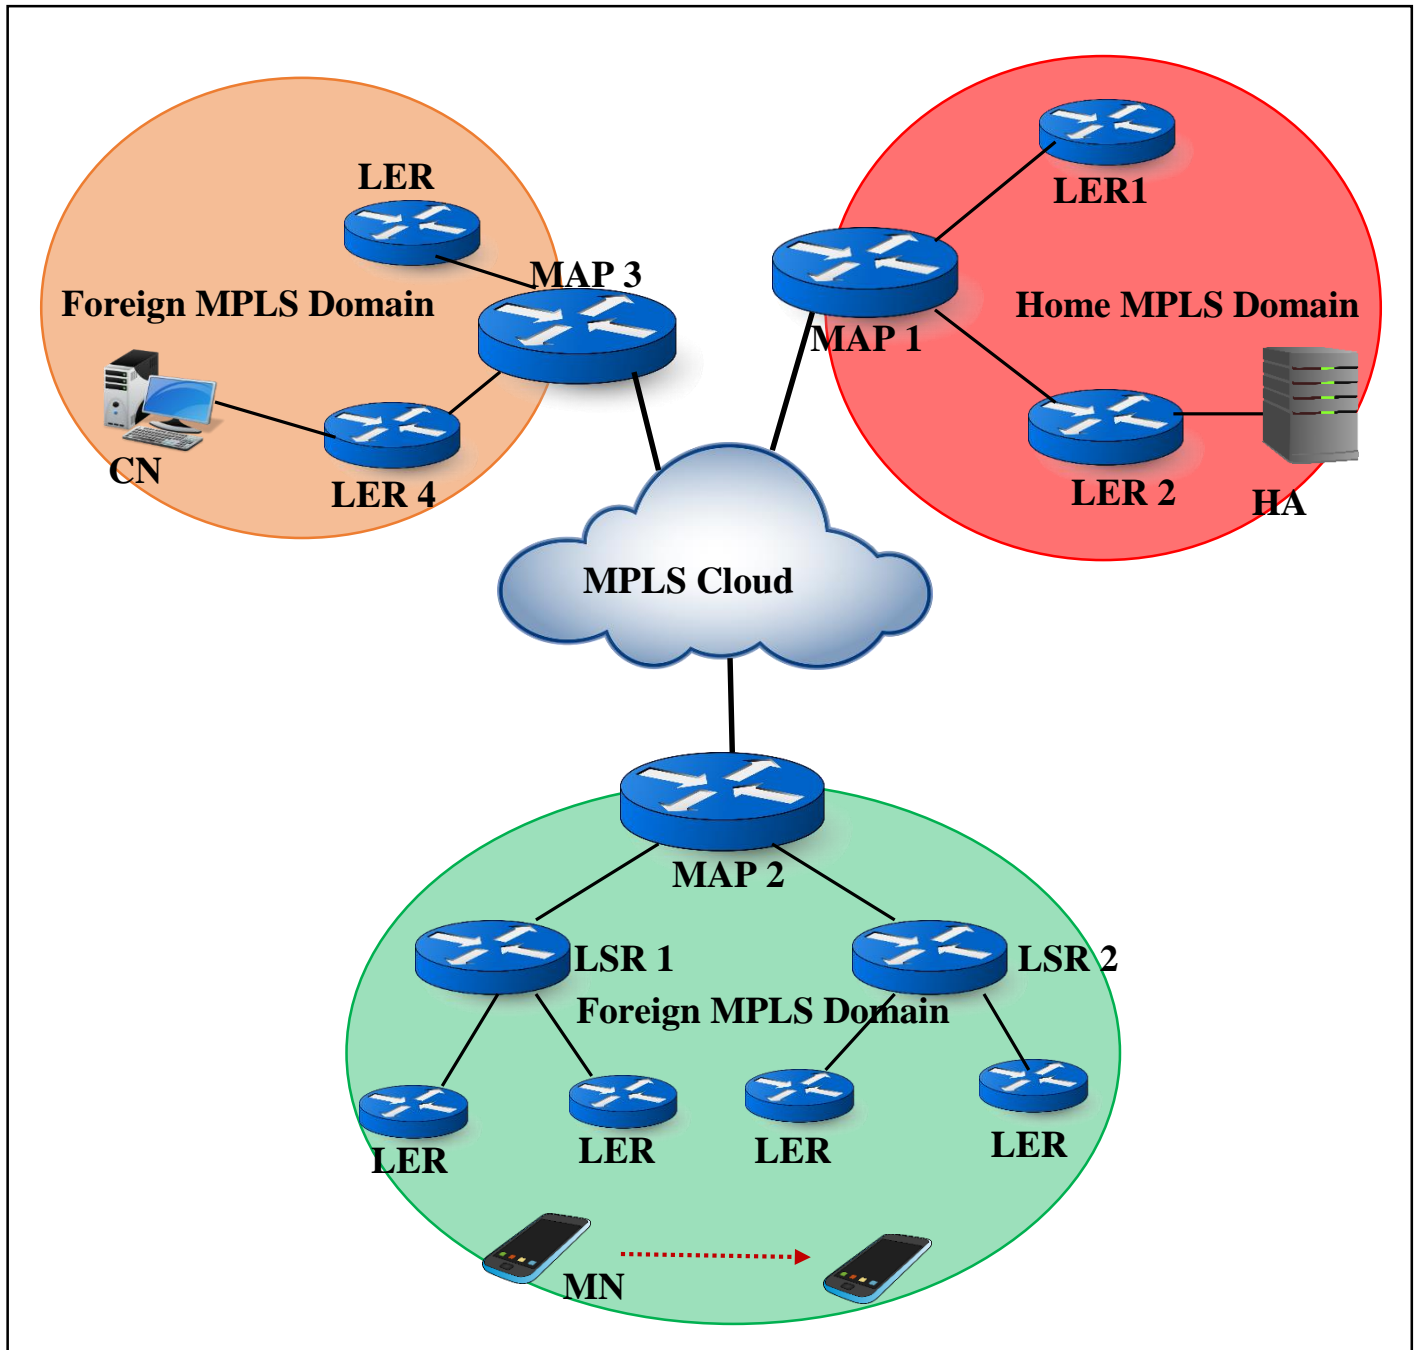 LER
LER1
MAP 3
Foreign MPLS Domain
Home MPLS Domain
MAP 1
CN
LER 4
LER 2
HA
MPLS Cloud
MAP 2
LSR 1
LSR 2
Foreign MPLS Domain
LER
LER
LER
LER
MN